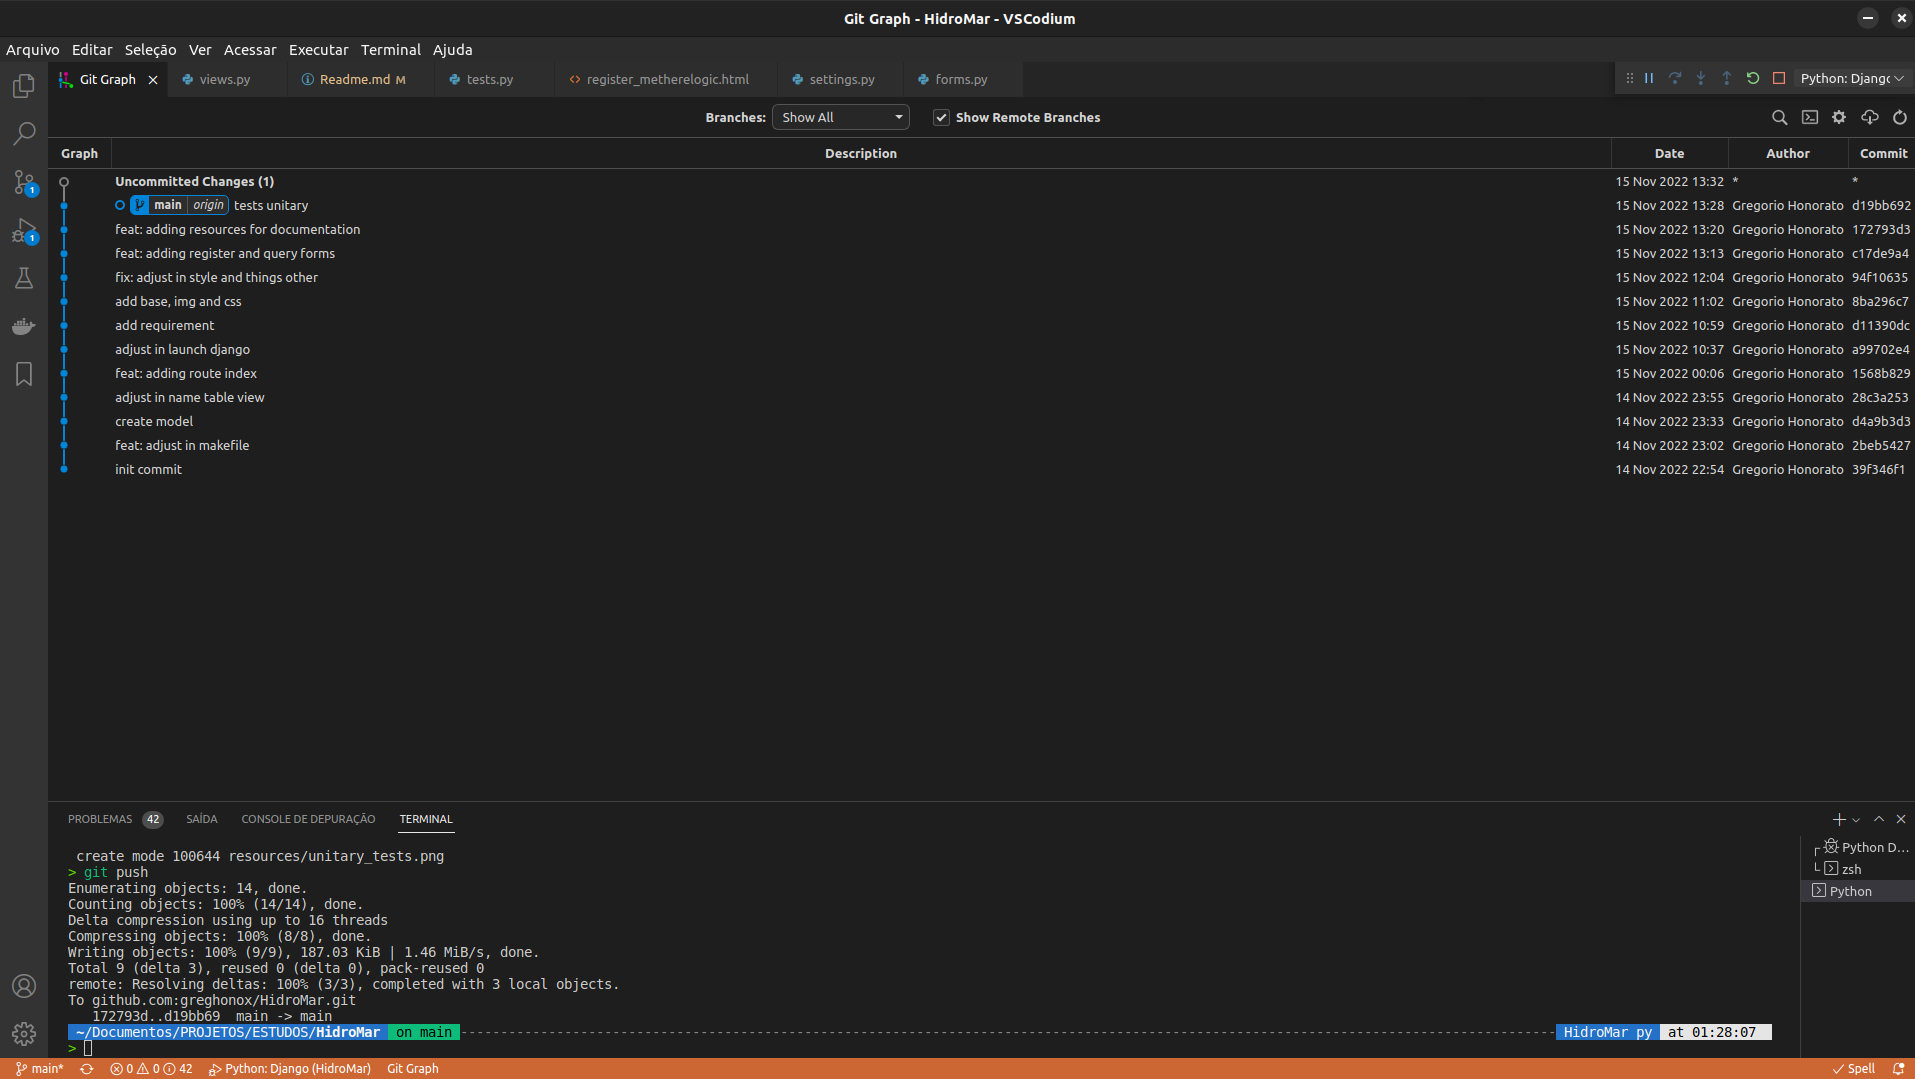 Git Graph - HidroMar - VSCodium
Arquivo Editar Seleção Ver Acessar Executar Terminal Ajuda
Git Graph views.py Readme.md M tests.py register_metherelogic.html settings.py forms.py Python: Djangc
Branches: Show All Show Remote Branches
Graph Description Date Author Commit
Uncommitted Changes (1) 15 Nov 2022 13:32 * *
main origin tests unitary 15 Nov 2022 13:28 Gregorio Honorato d19bb692
feat: adding resources for documentation 15 Nov 2022 13:20 Gregorio Honorato 172793d3
feat: adding register and query forms 15 Nov 2022 13:13 Gregorio Honorato c17de9a4
fix: adjust in style and things other 15 Nov 2022 12:04 Gregorio Honorato 94f10635
add base, img and css 15 Nov 2022 11:02 Gregorio Honorato 8ba296c7
add requirement 15 Nov 2022 10:59 Gregorio Honorato d11390dc
adjust in launch django 15 Nov 2022 10:37 Gregorio Honorato a99702e4
feat: adding route index 15 Nov 2022 00:06 Gregorio Honorato 1568b829
adjust in name table view 14 Nov 2022 23:55 Gregorio Honorato 28c3a253
create model 14 Nov 2022 23:33 Gregorio Honorato d4a9b3d3
feat: adjust in makefile 14 Nov 2022 23:02 Gregorio Honorato 2beb5427
init commit 14 Nov 2022 22:54 Gregorio Honorato 39f346f1
1
1
PROBLEMAS 42 SAÍDA CONSOLE DE DEPURAÇÃO TERMINAL
create mode 100644 resources/unitary_tests.png
> git push
Enumerating objects: 14, done.
Counting objects: 100% (14/14), done.
Delta compression using up to 16 threads
Compressing objects: 100% (8/8), done.
Writing objects: 100% (9/9), 187.03 KiB | 1.46 MiB/s, done.
Total 9 (delta 3), reused 0 (delta 0), pack-reused 0
remote: Resolving deltas: 100% (3/3), completed with 3 local objects.
To github.com:greghonox/HidroMar.git
172793d..d19bb69 main -> main
~/Documentos/PROJETOS/ESTUDOS/HidroMar on main HidroMar py at 01:28:07
>
Python D...
zsh
Python
main* 0 0 42 Python: Django (HidroMar) Git Graph Spell